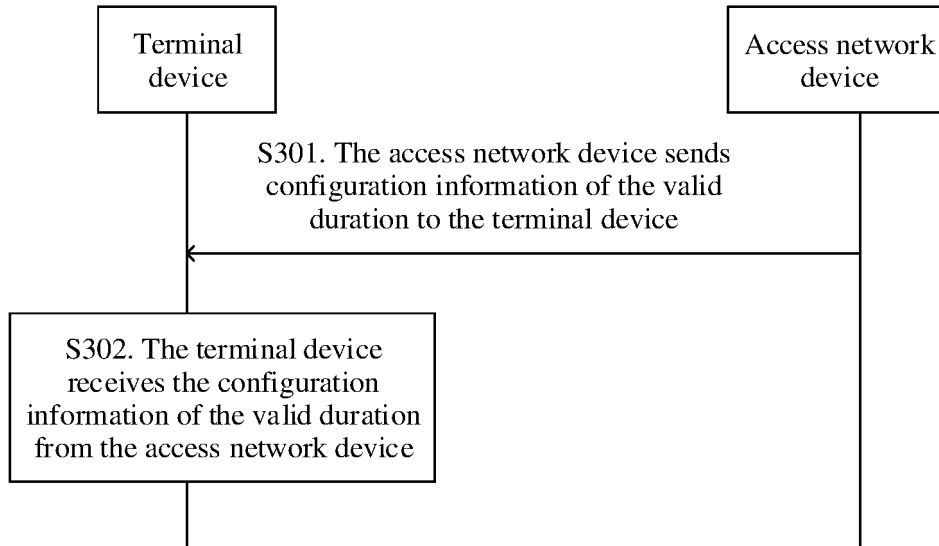 Terminal
device
Access network
device
S301. The access network device sends
configuration information of the valid
duration to the terminal device
S302. The terminal device
receives the configuration
information of the valid duration
from the access network device